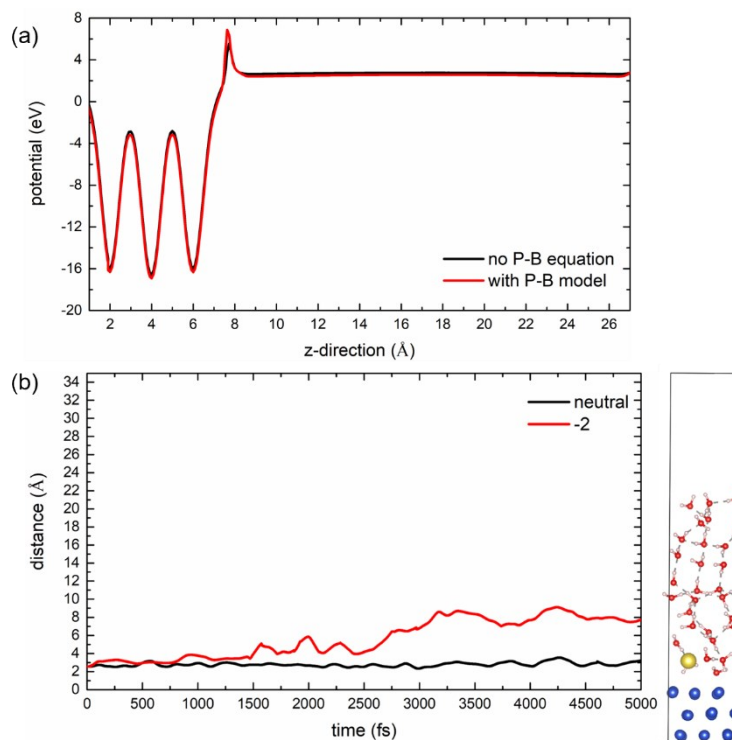 (a)
8
4
0
-4
-8
-12
-16
-20
potential (eV)
no P-B equation
with P-B model
2 4 6 8 10 12 14 16 18 20 22 24 26
z-direction (Å)
(b)
34
32
30
28
26
24
22
20
18
16
14
12
10
8
6
4
2
0
distance (Å)
neutral
-2
0 500 1000 1500 2000 2500 3000 3500 4000 4500 5000
time (fs)